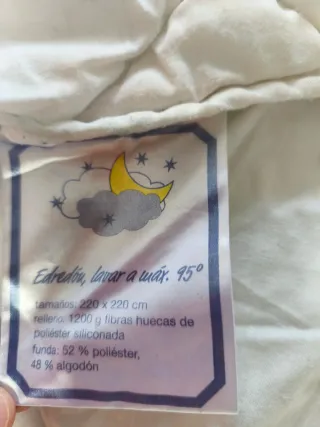 Edredón, lavar a máx. 95°
tamaños: 220 x 220 cm
relleno: 1200 g fibras huecas de
poliéster siliconada
funda: 52 % poliéster,
48 % algodón